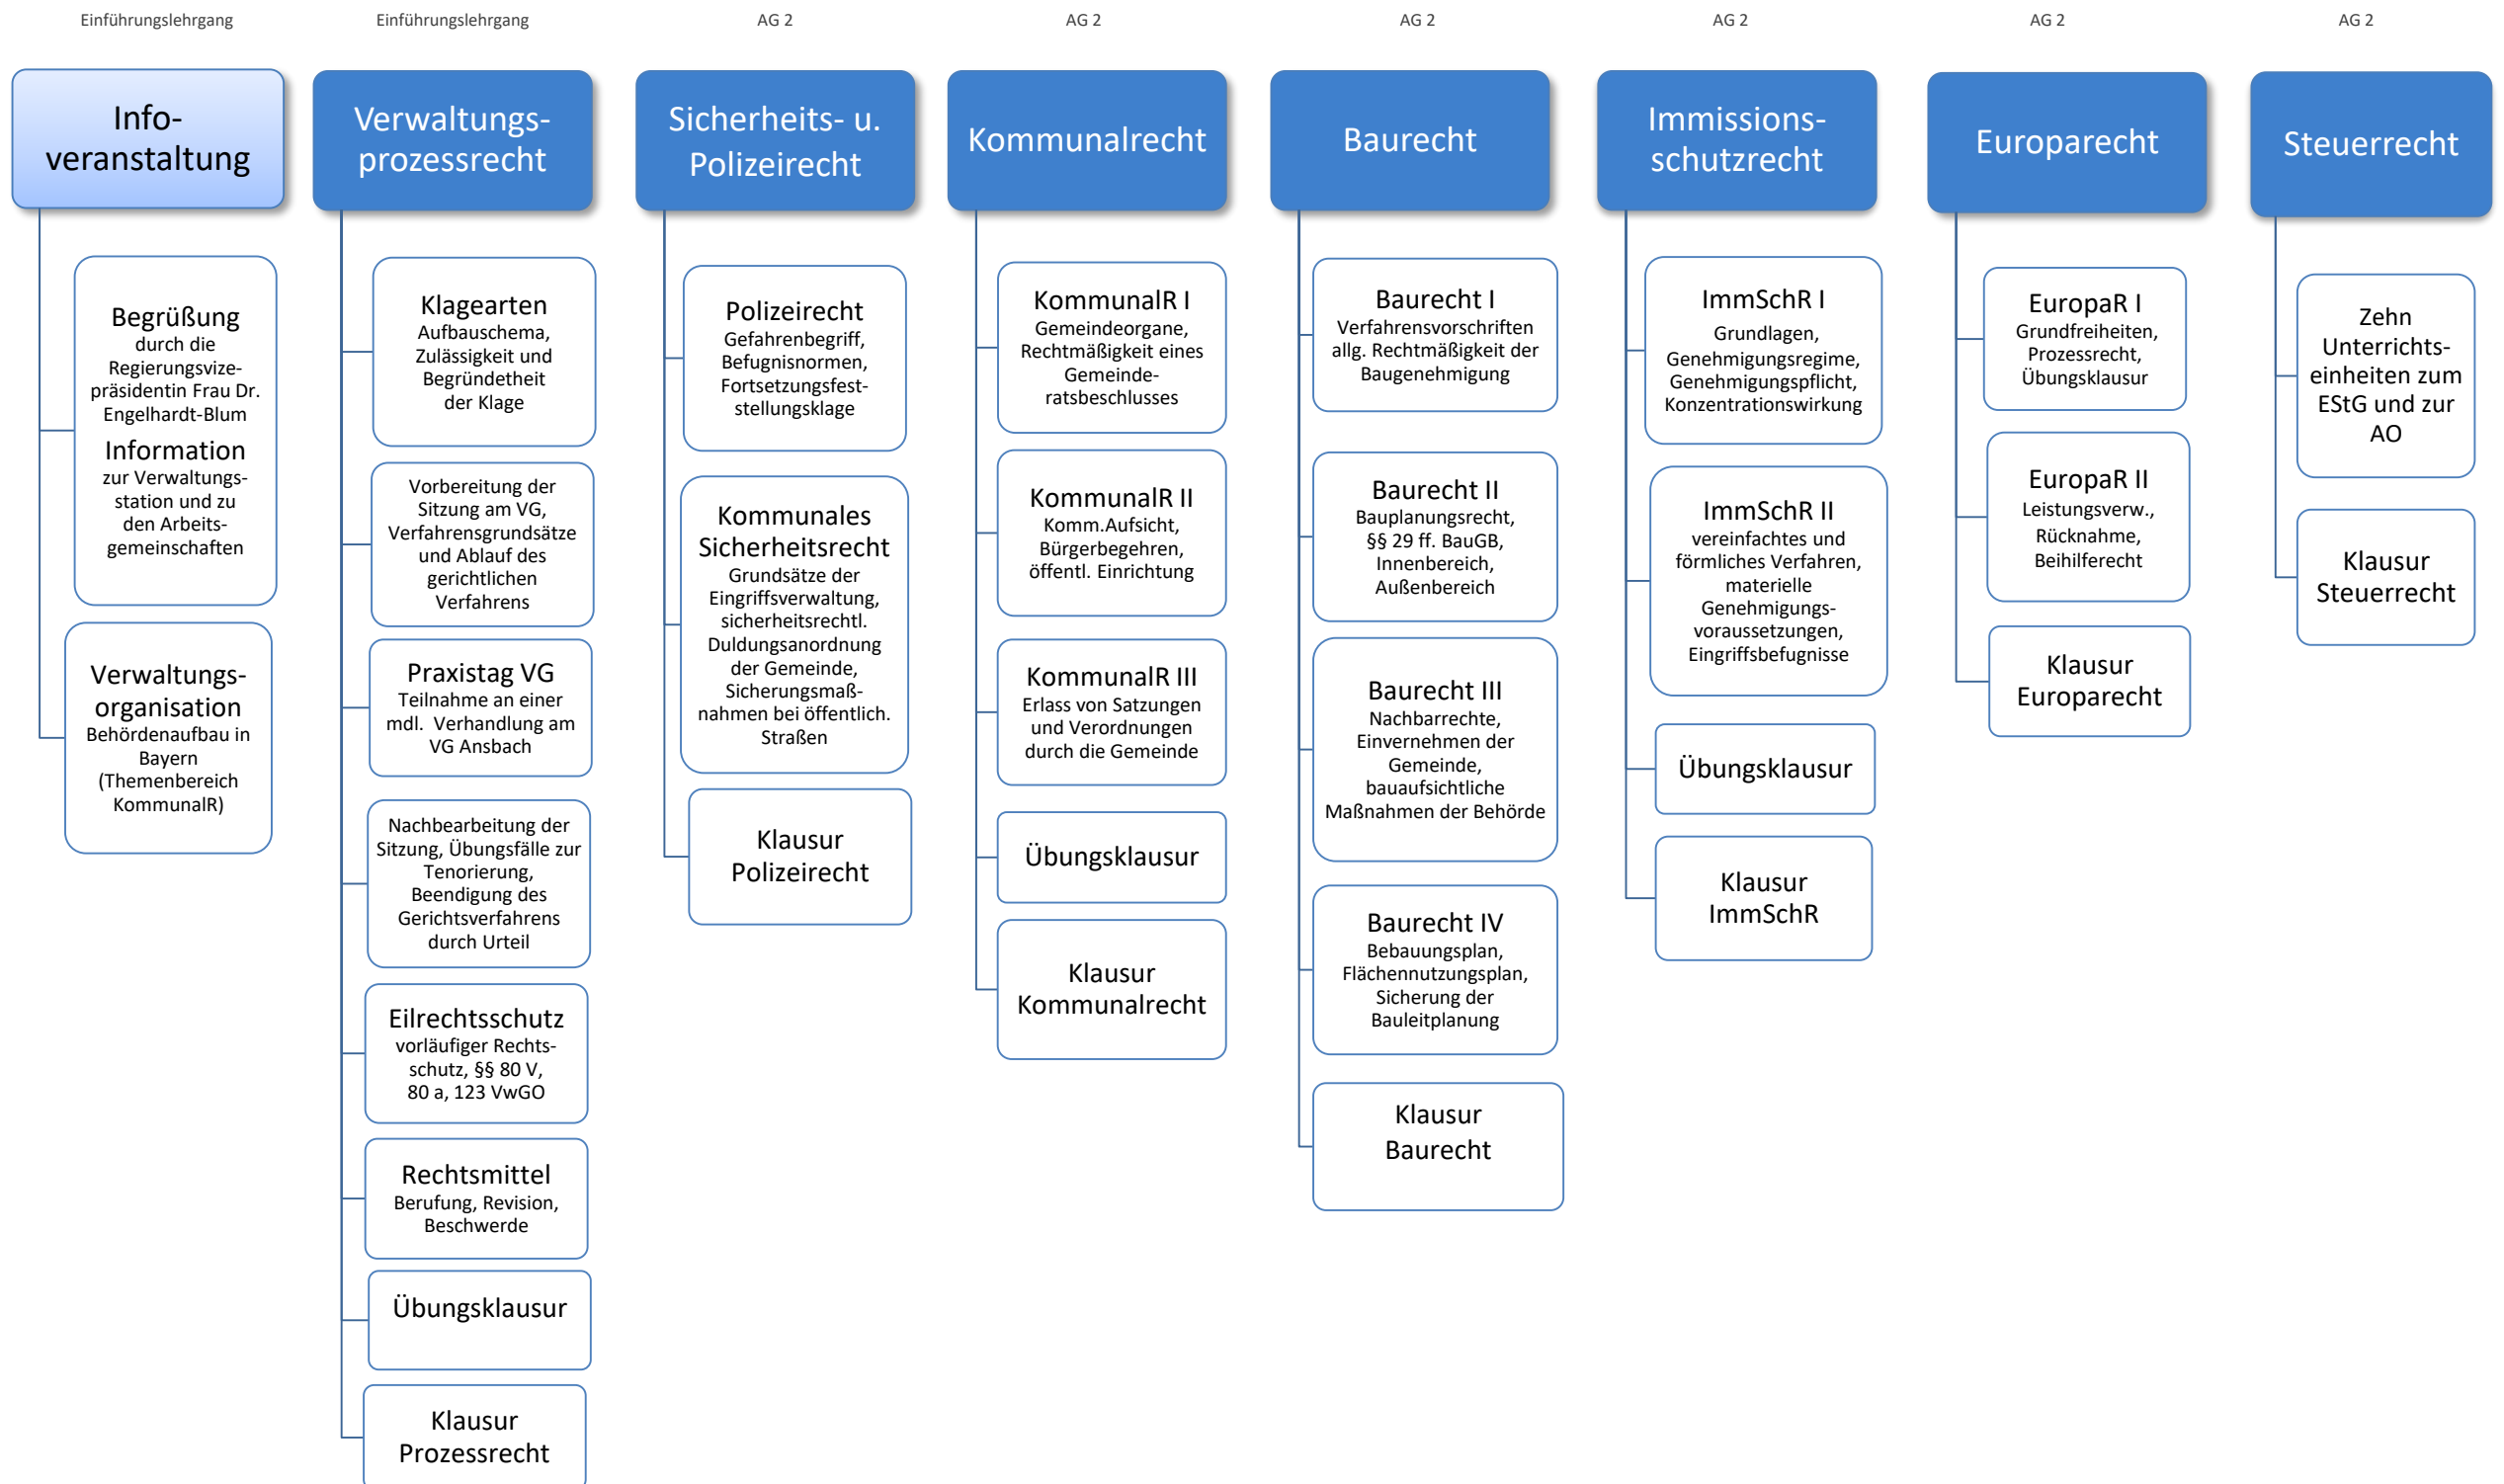 Einführungslehrgang
Einführungslehrgang
AG 2
AG 2
AG 2
AG 2
AG 2
AG 2
Info-
veranstaltung
Begrüßung
durch die
Regierungsvize-
präsidentin Frau Dr.
Engelhardt-Blum
Information
zur Verwaltungs-
station und zu
den Arbeits-
gemeinschaften
Verwaltungs-
organisation
Behördenaufbau in
Bayern
(Themenbereich
KommunalR)
Verwaltungs-
prozessrecht
Klagearten
Aufbauschema,
Zulässigkeit und
Begründetheit
der Klage
Vorbereitung der
Sitzung am VG,
Verfahrensgrundsätze
und Ablauf des
gerichtlichen
Verfahrens
Praxistag VG
Teilnahme an einer
mdl. Verhandlung am
VG Ansbach
Nachbearbeitung der
Sitzung, Übungsfälle zur
Tenorierung,
Beendigung des
Gerichtsverfahrens
durch Urteil
Eilrechtsschutz
vorläufiger Rechts-
schutz, §§ 80 V,
80 a, 123 VwGO
Rechtsmittel
Berufung, Revision,
Beschwerde
Übungsklausur
Klausur
Prozessrecht
Sicherheits- u.
Polizeirecht
Polizeirecht
Gefahrenbegriff,
Befugnisnormen,
Fortsetzungsfest-
stellungsklage
Kommunales
Sicherheitsrecht
Grundsätze der
Eingriffsverwaltung,
sicherheitsrechtl.
Duldungsanordnung
der Gemeinde,
Sicherungsmaß-
nahmen bei öffentlich.
Straßen
Klausur
Polizeirecht
Kommunalrecht
KommunalR I
Gemeindeorgane,
Rechtmäßigkeit eines
Gemeinde-
ratsbeschlusses
KommunalR II
Komm.Aufsicht,
Bürgerbegehren,
öffentl. Einrichtung
KommunalR III
Erlass von Satzungen
und Verordnungen
durch die Gemeinde
Übungsklausur
Klausur
Kommunalrecht
Baurecht
Baurecht I
Verfahrensvorschriften
allg. Rechtmäßigkeit der
Baugenehmigung
Baurecht II
Bauplanungsrecht,
§§ 29 ff. BauGB,
Innenbereich,
Außenbereich
Baurecht III
Nachbarrechte,
Einvernehmen der
Gemeinde,
bauaufsichtliche
Maßnahmen der Behörde
Baurecht IV
Bebauungsplan,
Flächennutzungsplan,
Sicherung der
Bauleitplanung
Klausur
Baurecht
Immissions-
schutzrecht
ImmSchR I
Grundlagen,
Genehmigungsregime,
Genehmigungspflicht,
Konzentrationswirkung
ImmSchR II
vereinfachtes und
förmliches Verfahren,
materielle
Genehmigungs-
voraussetzungen,
Eingriffsbefugnisse
Übungsklausur
Klausur
ImmSchR
Europarecht
EuropaR I
Grundfreiheiten,
Prozessrecht,
Übungsklausur
EuropaR II
Leistungsverw.,
Rücknahme,
Beihilferecht
Klausur
Europarecht
Steuerrecht
Zehn
Unterrichts-
einheiten zum
EStG und zur
AO
Klausur
Steuerrecht